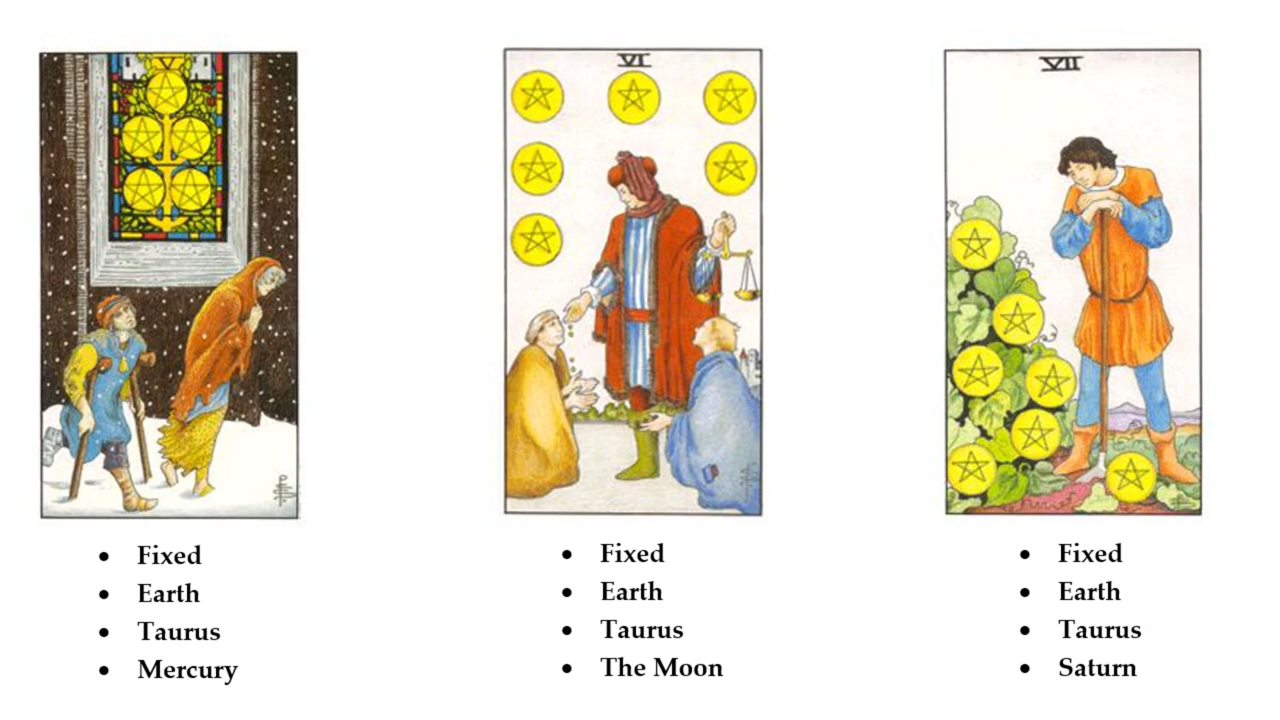 V
VI
VII
• Fixed
• Earth
• Taurus
• Mercury
• Fixed
• Earth
• Taurus
• The Moon
• Fixed
• Earth
• Taurus
• Saturn